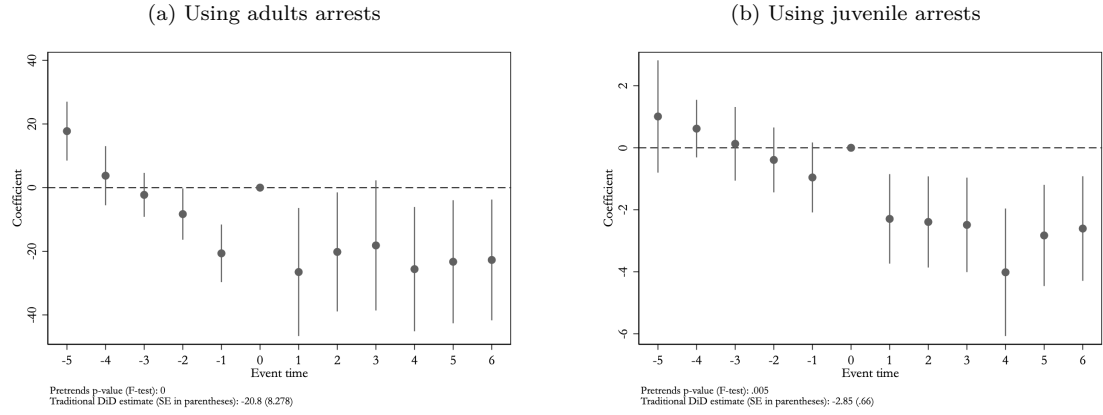 (a) Using adults arrests
40
20
0
-20
-40
Coefficient
-5 -4 -3 -2 -1 0 1 2 3 4 5 6
Event time
Pretrends p-value (F-test): 0
Traditional DiD estimate (SE in parentheses): -20.8 (8.278)
(b) Using juvenile arrests
2
0
-2
-4
-6
Coefficient
-5 -4 -3 -2 -1 0 1 2 3 4 5 6
Event time
Pretrends p-value (F-test): .005
Traditional DiD estimate (SE in parentheses): -2.85 (.66)